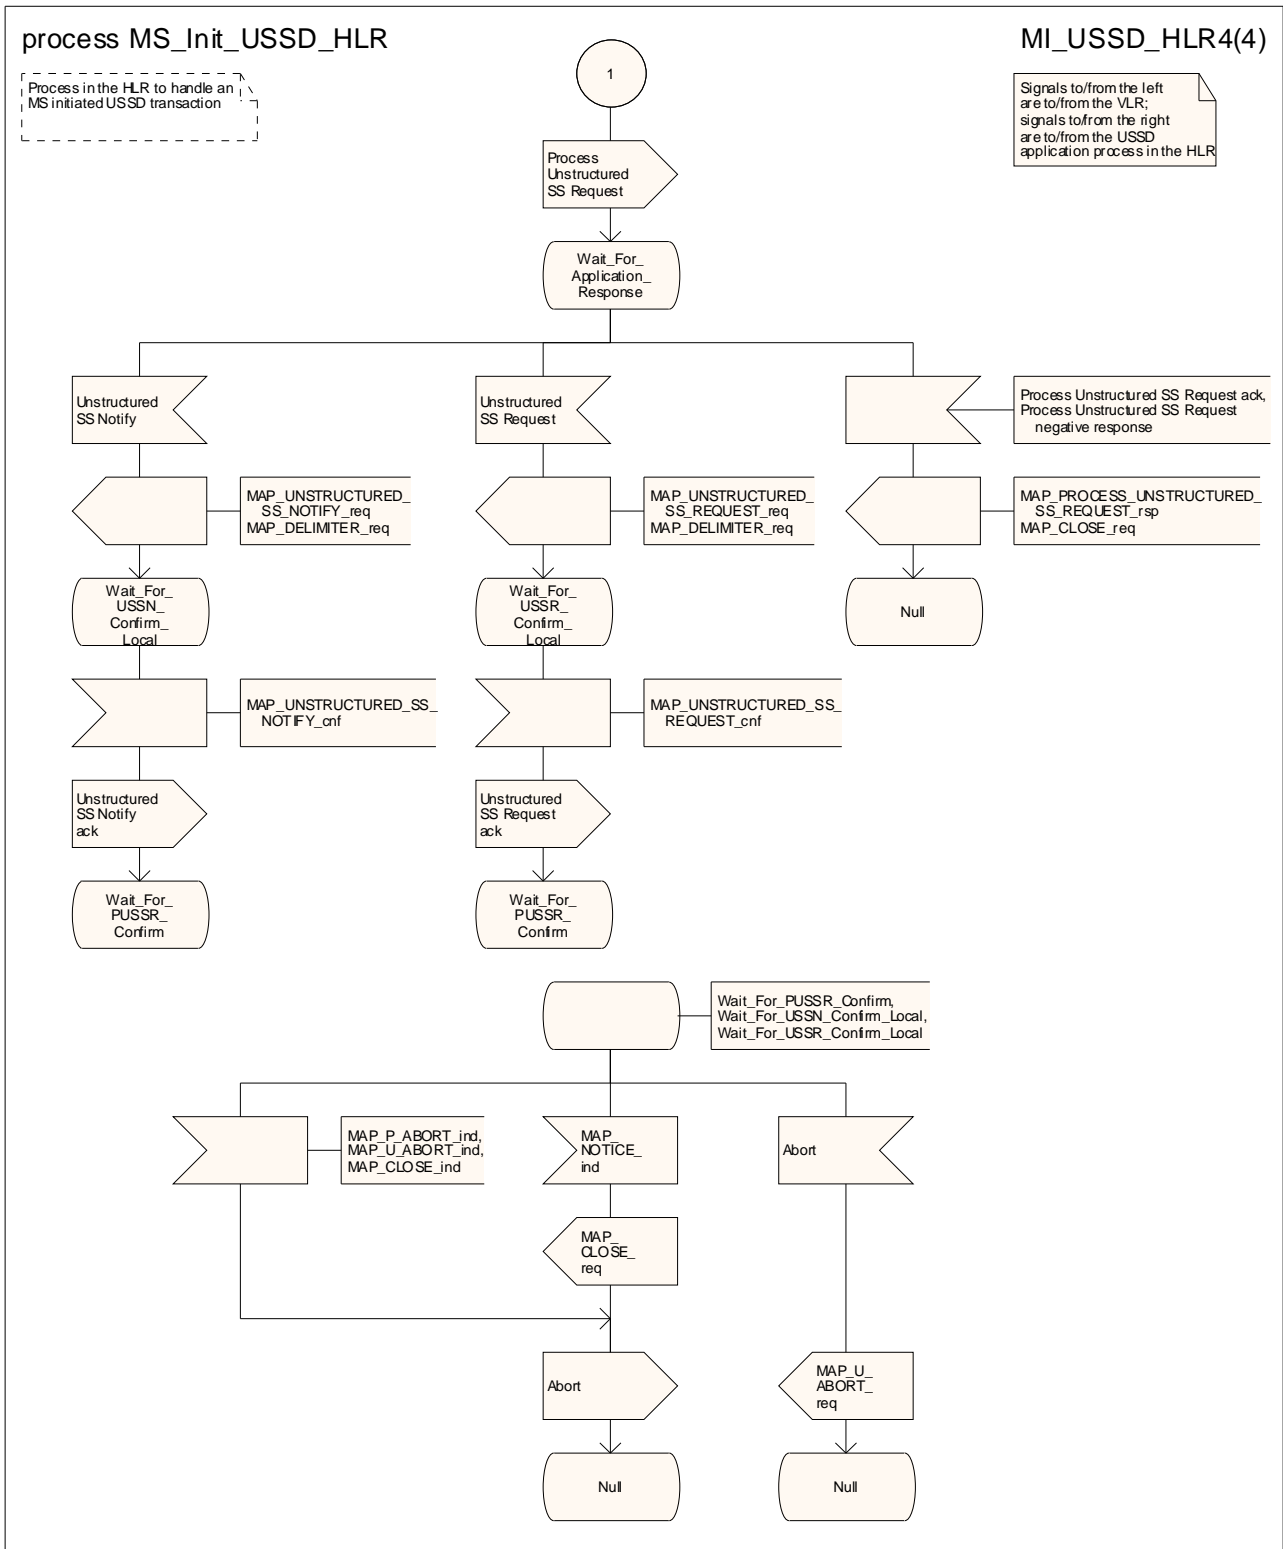 process MS_Init_USSD_HLR
MI_USSD_HLR4(4)
Process in the HLR to handle an
MS initiated USSD transaction
1
Signals to/from the left
are to/from the VLR;
signals to/from the right
are to/from the USSD
application process in the HLR
Process
Unstructured
SS Request
Wait_For_
Application_
Response
Unstructured
SS Notify
Unstructured
SS Request
Process Unstructured SS Request ack,
Process Unstructured SS Request
negative response
MAP_UNSTRUCTURED_
SS_NOTIFY_req
MAP_DELIMITER_req
MAP_UNSTRUCTURED_
SS_REQUEST_req
MAP_DELIMITER_req
MAP_PROCESS_UNSTRUCTURED_
SS_REQUEST_rsp
MAP_CLOSE_req
Wait_For_
USSN_
Confirm_
Local
Wait_For_
USSR_
Confirm_
Local
Null
MAP_UNSTRUCTURED_SS_
NOTIFY_cnf
MAP_UNSTRUCTURED_SS_
REQUEST_cnf
Unstructured
SS Notify
ack
Unstructured
SS Request
ack
Wait_For_
PUSSR_
Confirm
Wait_For_
PUSSR_
Confirm
Wait_For_PUSSR_Confirm,
Wait_For_USSN_Confirm_Local,
Wait_For_USSR_Confirm_Local
MAP_P_ABORT_ind,
MAP_U_ABORT_ind,
MAP_CLOSE_ind
MAP_
NOTICE_
ind
Abort
MAP_
CLOSE_
req
Abort
MAP_U_
ABORT_
req
Null
Null